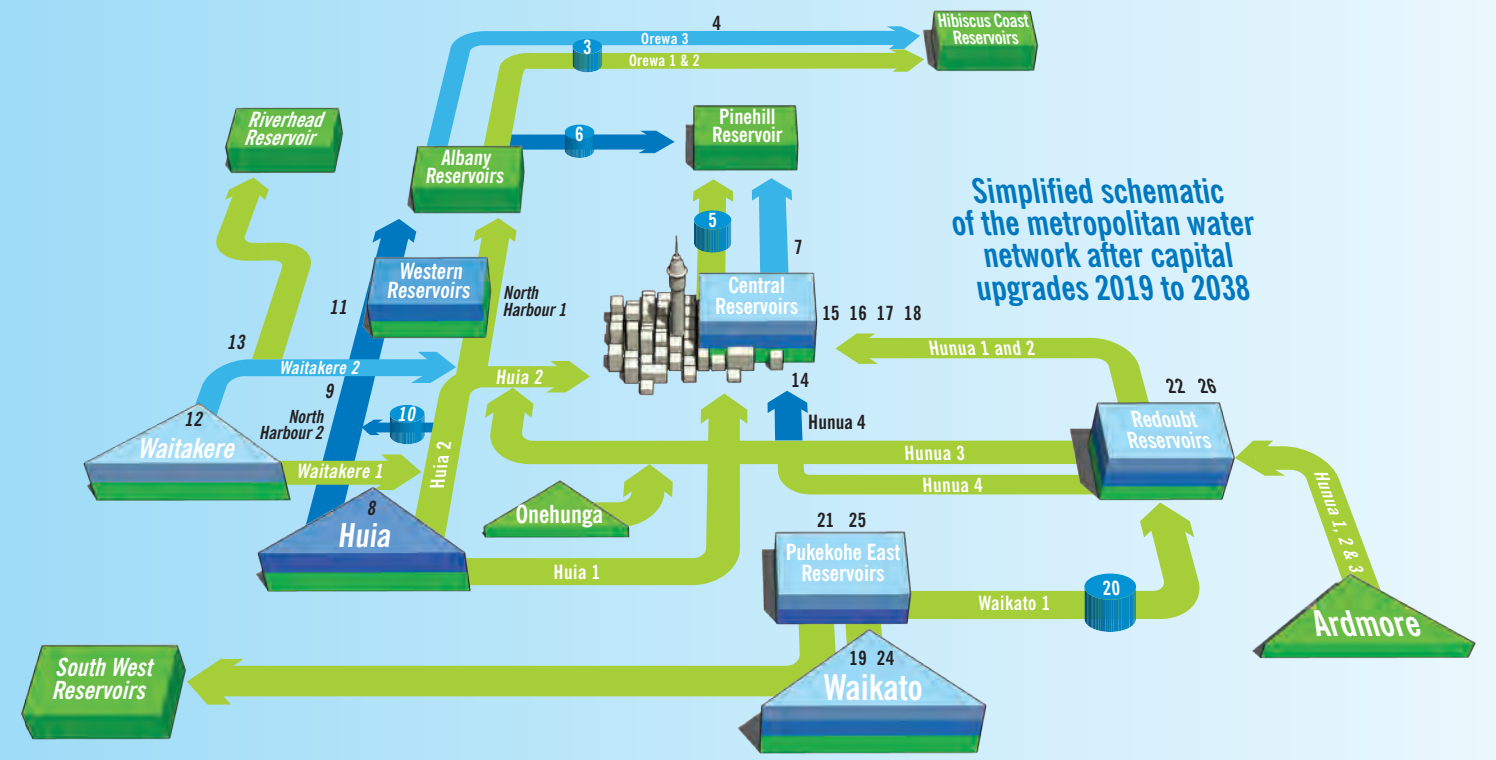 4
Hibiscus Coast
Reservoirs
Orewa 3
3
Orewa 1 & 2
Riverhead
Reservoir
6
Pinehill
Reservoir
Albany
Reservoirs
Simplified schematic
of the metropolitan water
network after capital
upgrades 2019 to 2038
5
7
Western
Reservoirs
North
Harbour 1
11
Central
Reservoirs
15 16 17 18
13
Waitakere 2
Huia 2
Hunua 1 and 2
14
22 26
9
12
North
Harbour 2
10
Hunua 4
Redoubt
Reservoirs
Waitakere
Waitakere 1
Huia 2
Hunua 3
Hunua 4
Hunua 1, 2 & 3
8
Huia
Onehunga
21 25
Pukekohe East
Reservoirs
Huia 1
Waikato 1
20
Ardmore
South West
Reservoirs
19 24
Waikato